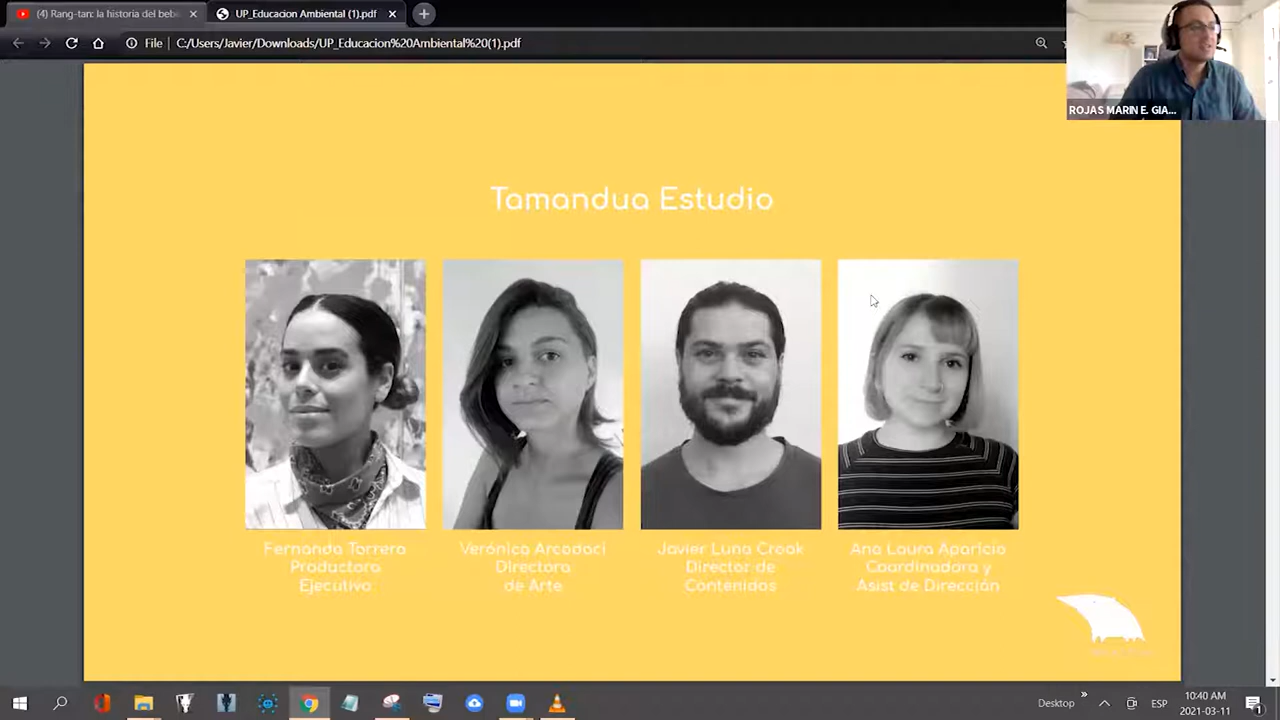 (4) Rang-tan: la historia del beb
UP_Educacion Ambiental (1).pdf
File
C:/Users/Javier/Downloads/UP_Educacion%20Ambiental%20(1).pdf
ROJAS MARIN E. GIA...
Tamandua Estudio
Fernanda Torrero
Productora
Ejecutiva
Verónica Arcodaci
Directora
de Arte
Javier Luna Crook
Director de
Contenidos
Ana Laura Aparicio
Coordinadora y
Asist de Dirección
Desktop
ESP
10:40 AM
2021-03-11